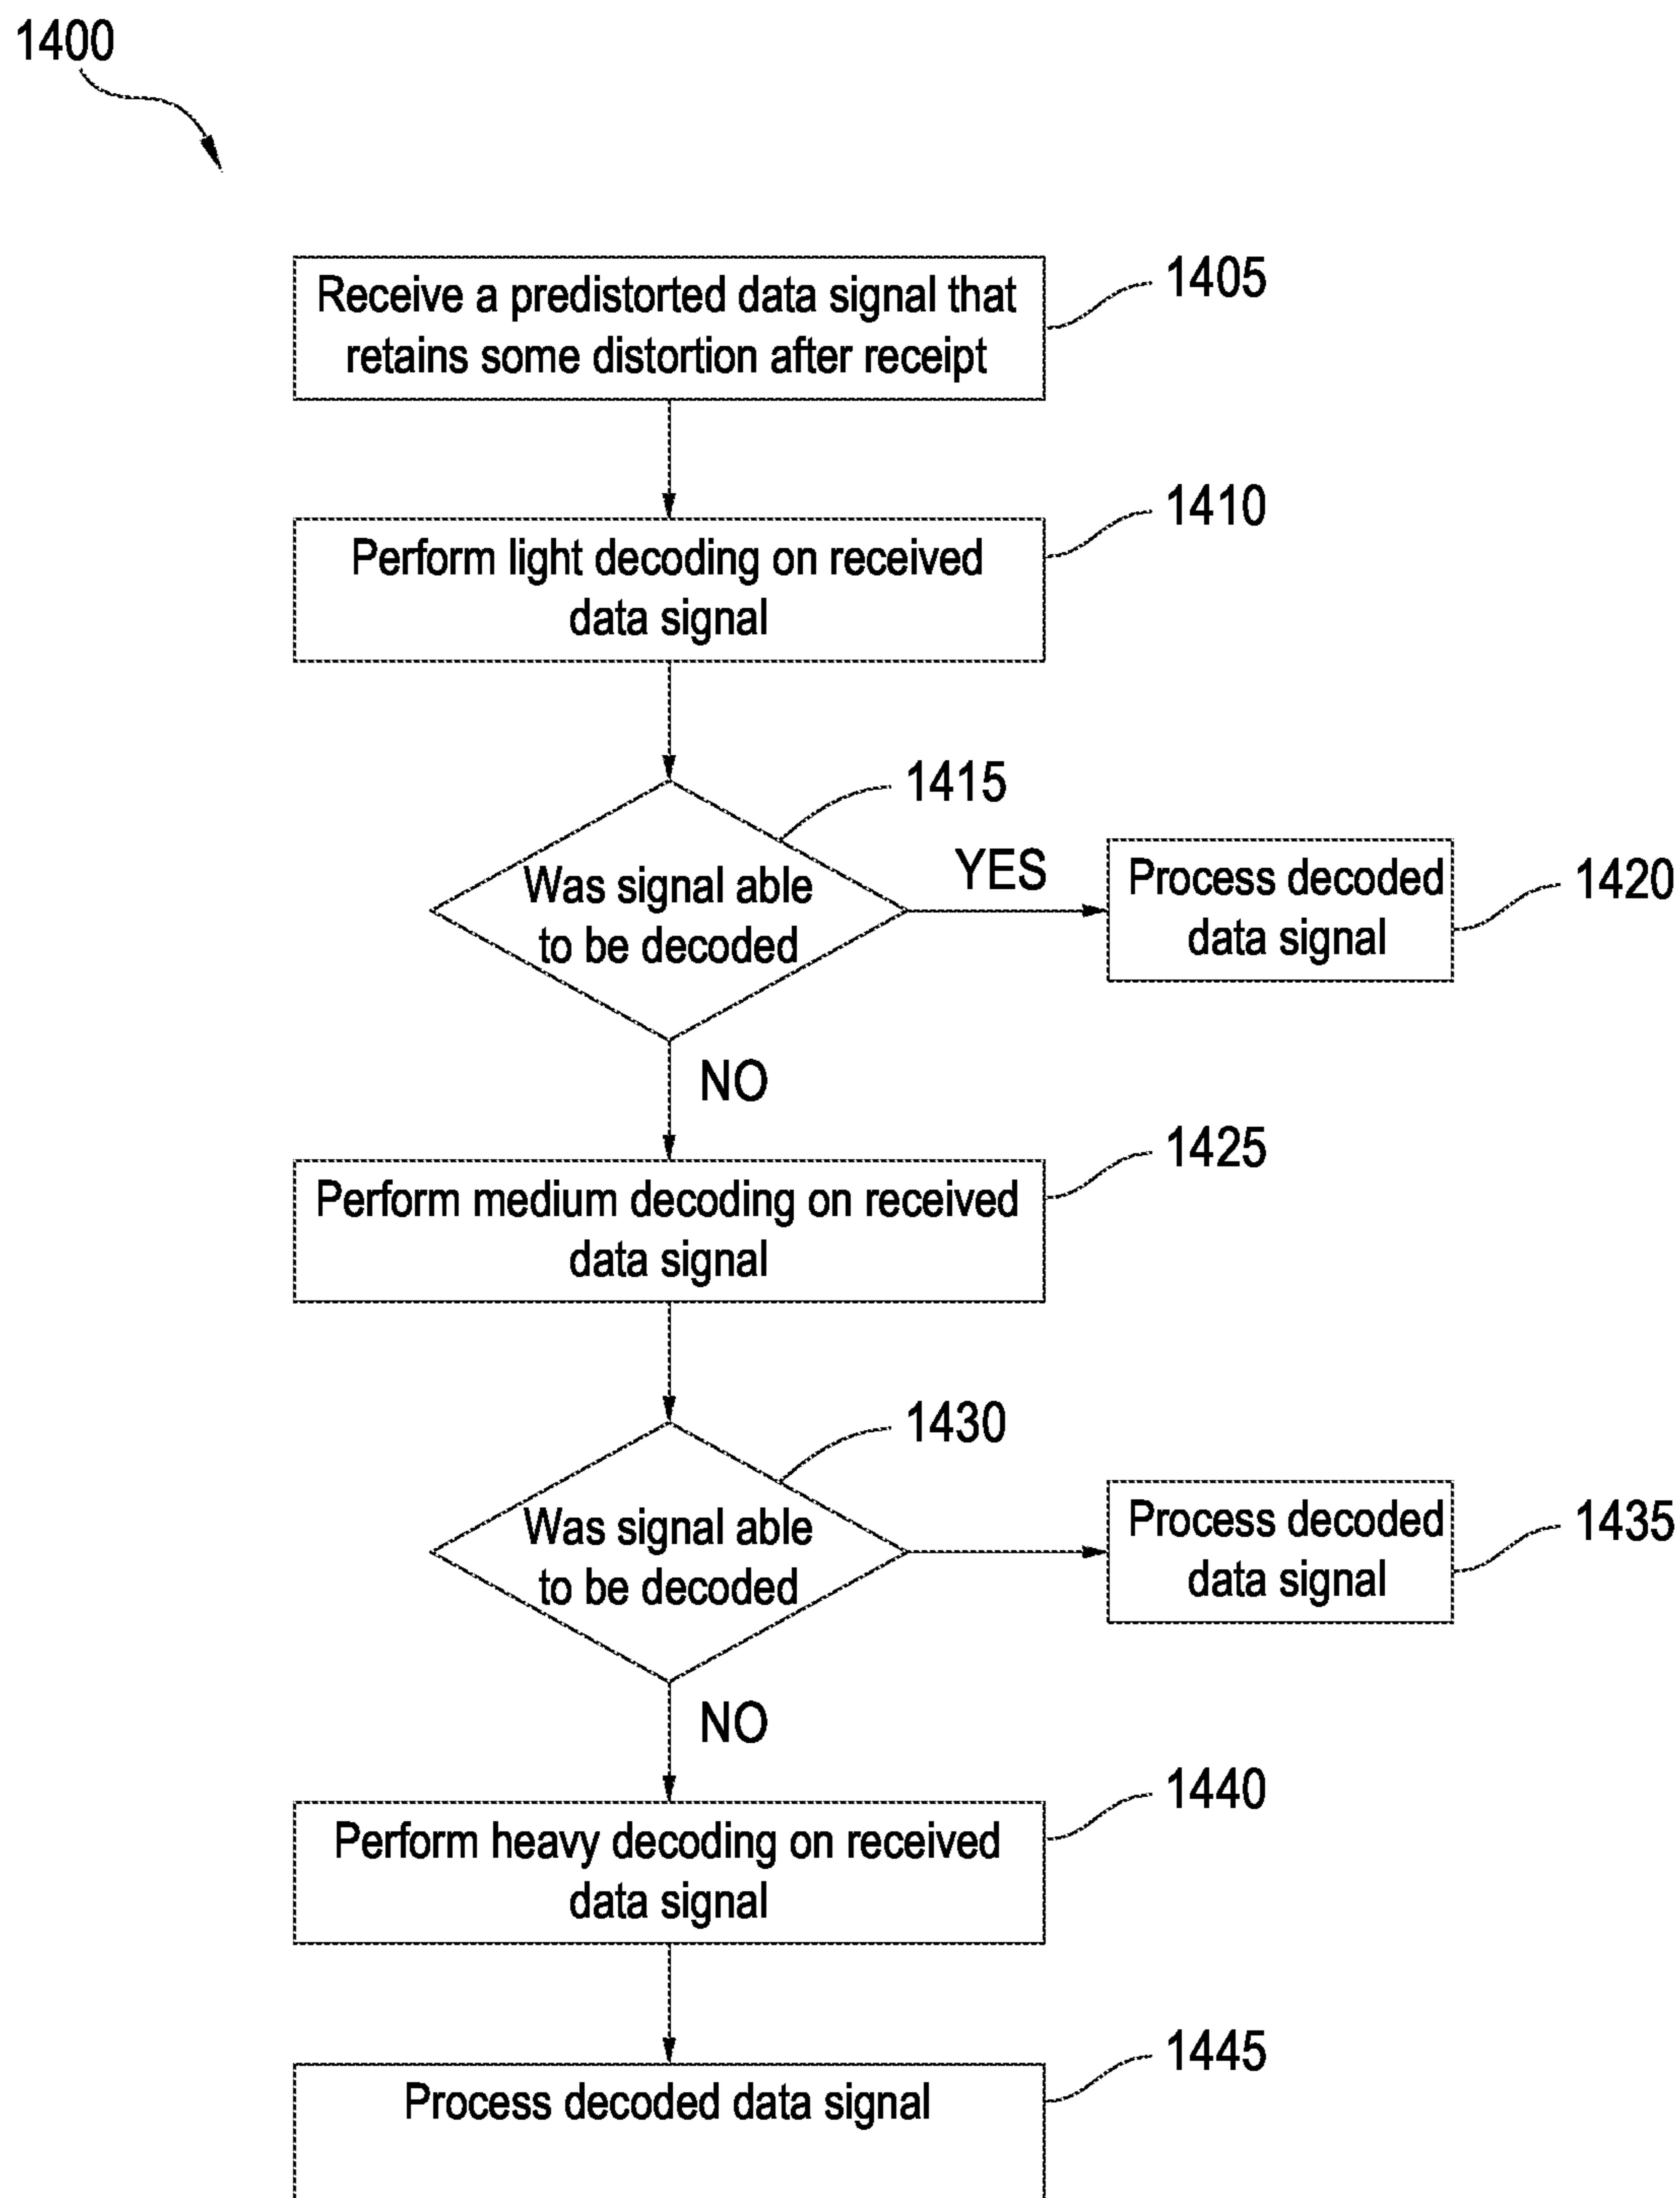 1400
Receive a predistorted data signal that
retains some distortion after receipt
1405
Perform light decoding on received
data signal
1410
Was signal able
to be decoded
1415
YES
Process decoded
data signal
1420
NO
Perform medium decoding on received
data signal
1425
Was signal able
to be decoded
1430
Process decoded
data signal
1435
NO
Perform heavy decoding on received
data signal
1440
Process decoded data signal
1445